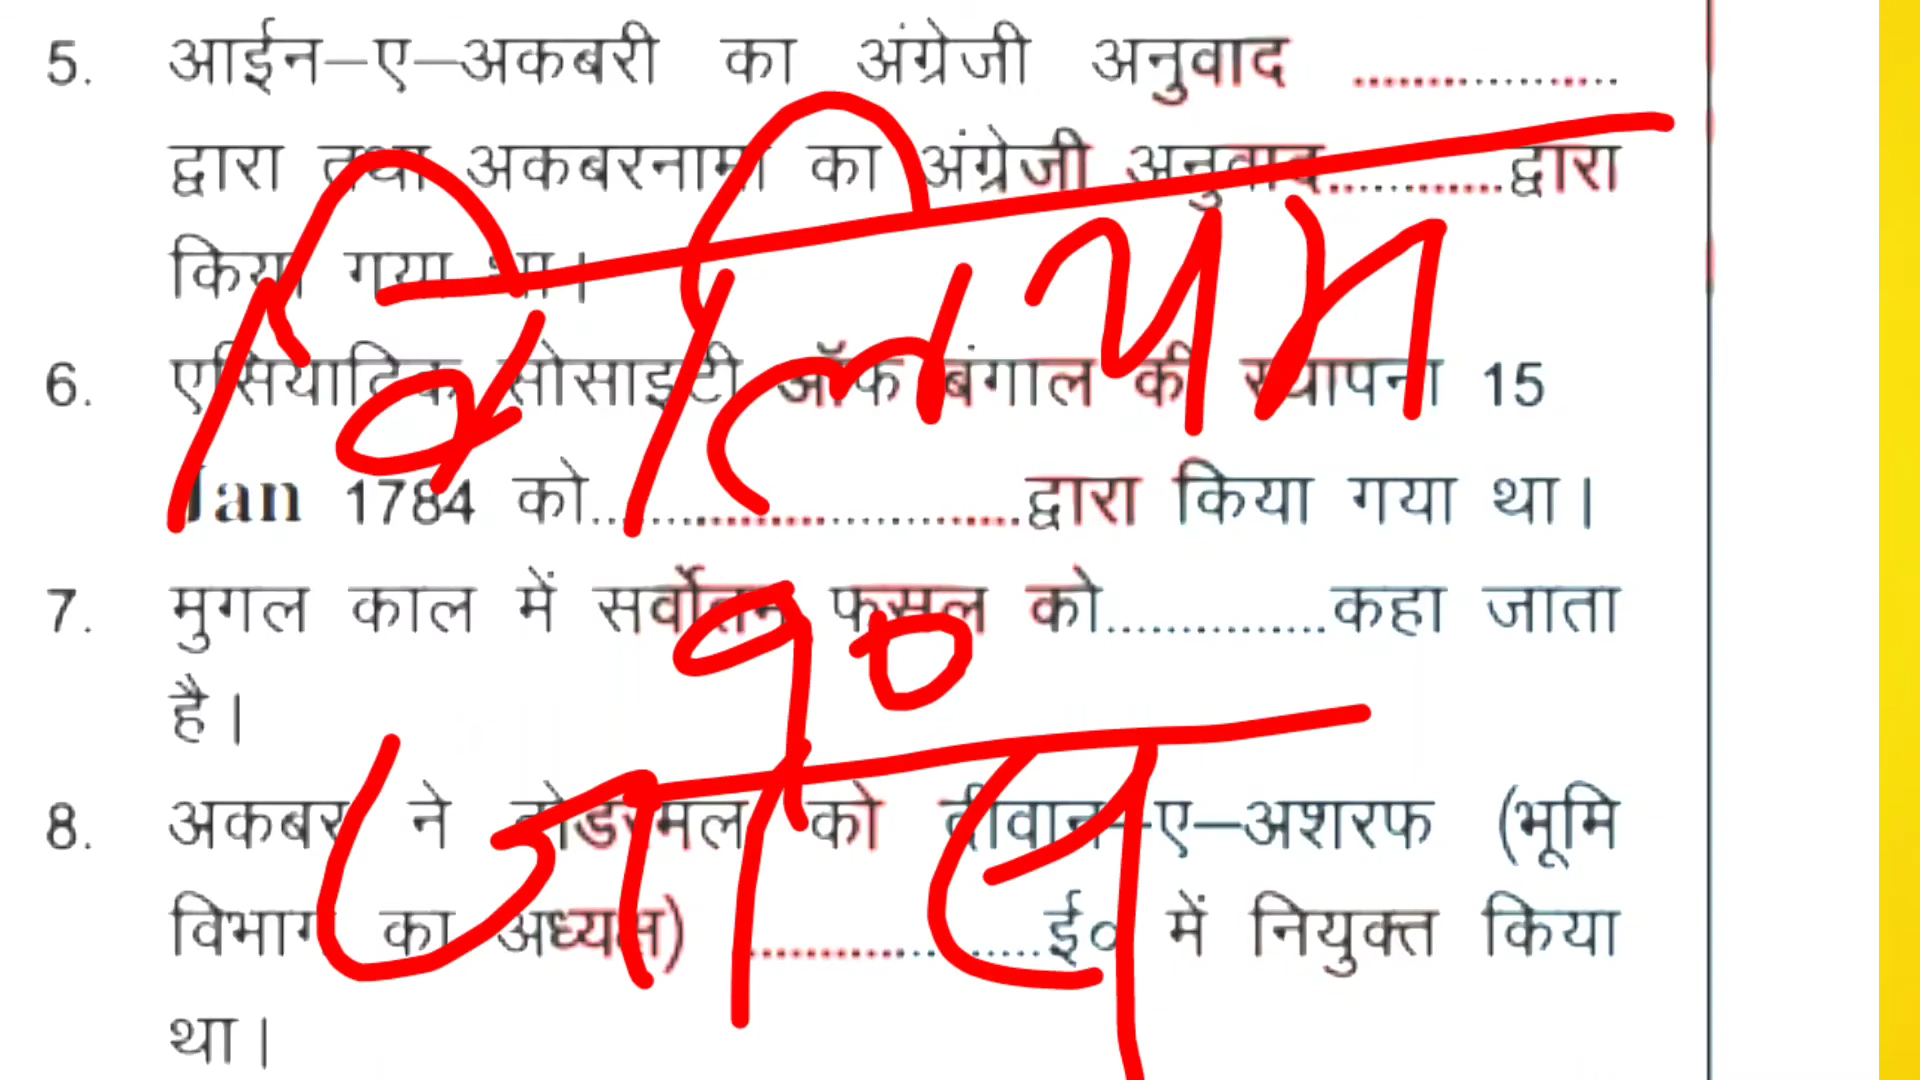 5. आईन–ए–अकबरी का अंग्रेजी अनुवाद ..................
द्वारा तथा अकबरनामा का अंग्रेजी अनुवाद............द्वारा
किया गया था।
विलियम
6. एसियाटिक सोसाइटी ऑफ बंगाल की स्थापना 15
Jan 1784 को.............................द्वारा किया गया था।
7. मुगल काल में सर्वोतम फसल को...............कहा जाता
है।
8. अकबर ने टोडरमल को दीवान–ए–अशरफ (भूमि
विभाग का अध्यक्ष) ....................ई० में नियुक्त किया
था।